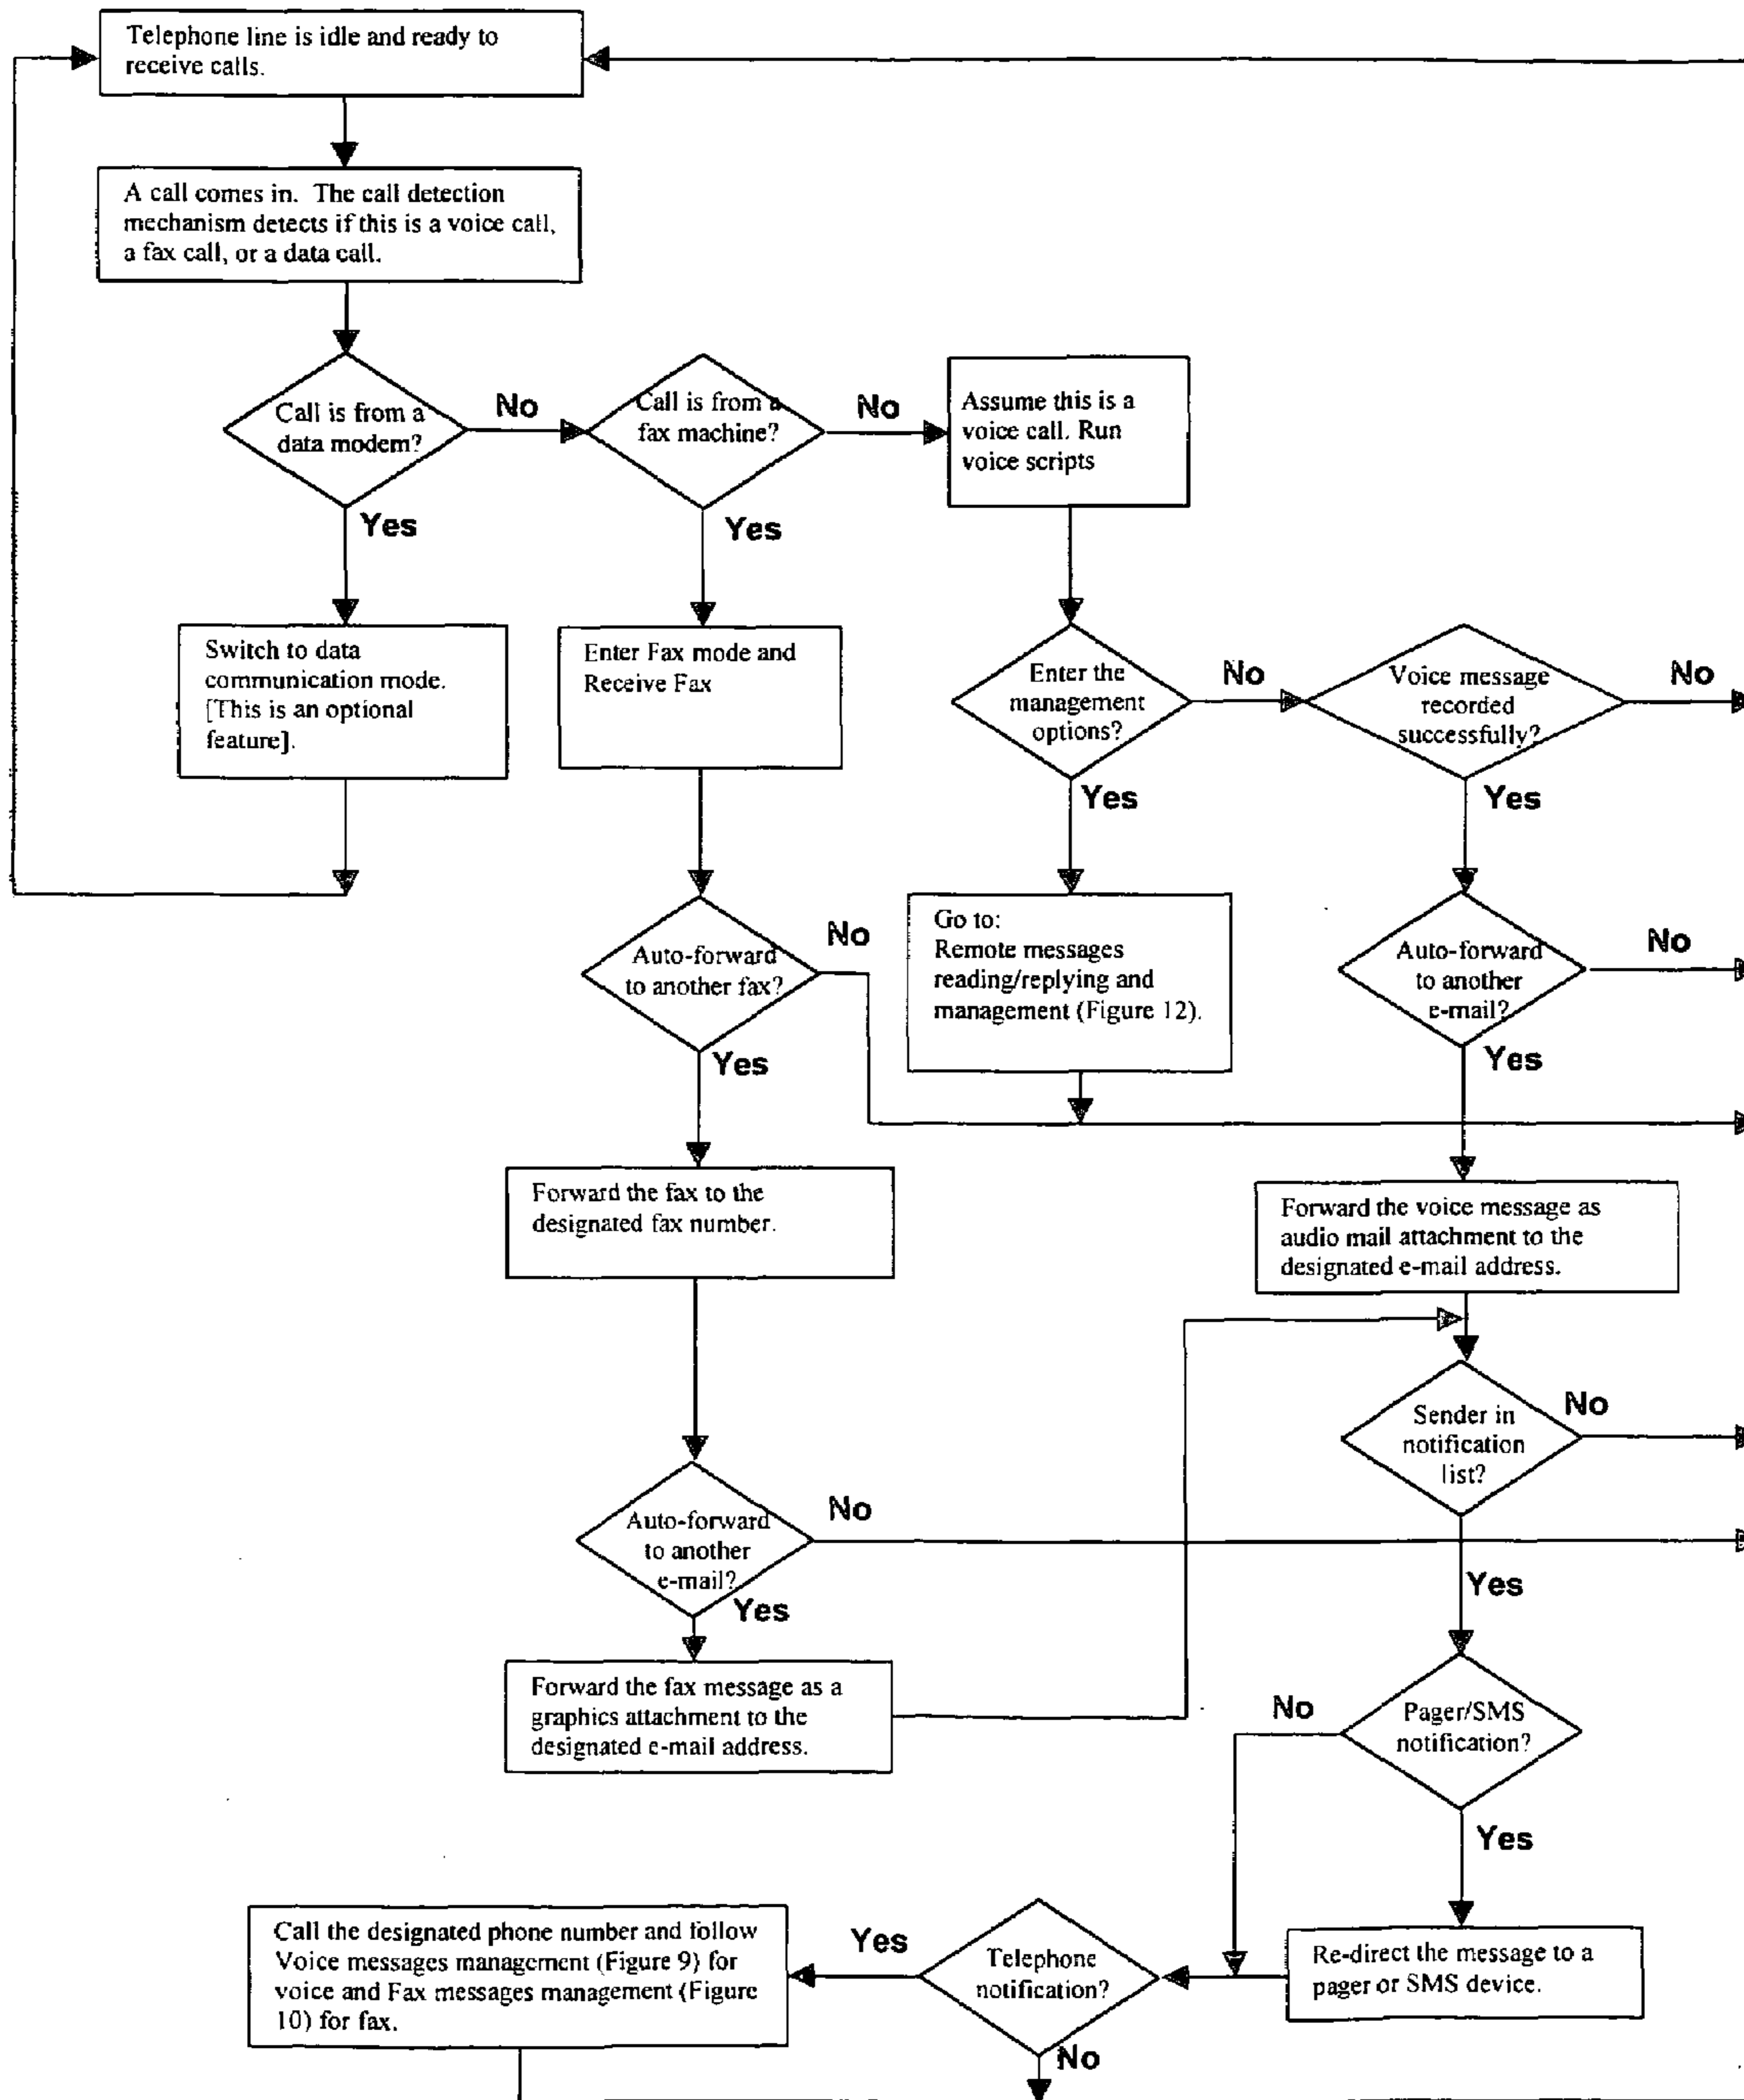 Telephone line is idle and ready to
receive calls.
A call comes in. The call detection
mechanism detects if this is a voice call,
a fax call, or a data call.
Call is from a
data modem?
No
Yes
Call is from a
fax machine?
No
Yes
Assume this is a
voice call. Run
voice scripts
Switch to data
communication mode.
[This is an optional
feature].
Enter Fax mode and
Receive Fax
Enter the
management
options?
No
Yes
Voice message
recorded
successfully?
No
Yes
Auto-forward
to another fax?
No
Yes
Go to:
Remote messages
reading/replying and
management (Figure 12).
Auto-forward
to another
e-mail?
No
Yes
Forward the fax to the
designated fax number.
Forward the voice message as
audio mail attachment to the
designated e-mail address.
Sender in
notification
list?
No
Yes
Auto-forward
to another
e-mail?
No
Yes
Forward the fax message as a
graphics attachment to the
designated e-mail address.
Pager/SMS
notification?
No
Yes
Call the designated phone number and follow
Voice messages management (Figure 9) for
voice and Fax messages management (Figure
10) for fax.
Yes
Telephone
notification?
No
Re-direct the message to a
pager or SMS device.